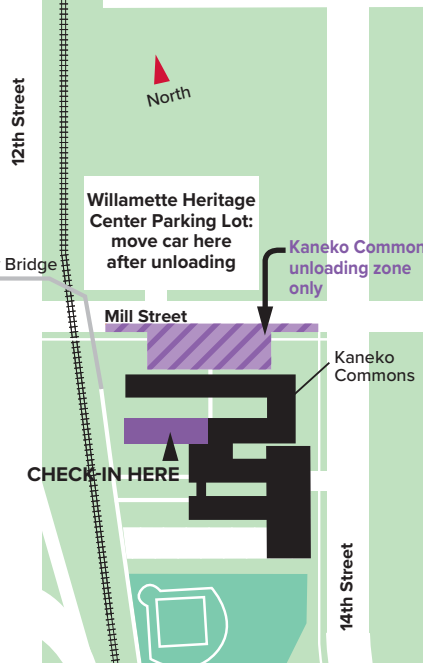 12th Street
North
Willamette Heritage
Center Parking Lot:
move car here
after unloading
Kaneko Common
unloading zone
only
Bridge
Mill Street
Kaneko
Commons
CHECK-IN HERE
14th Street